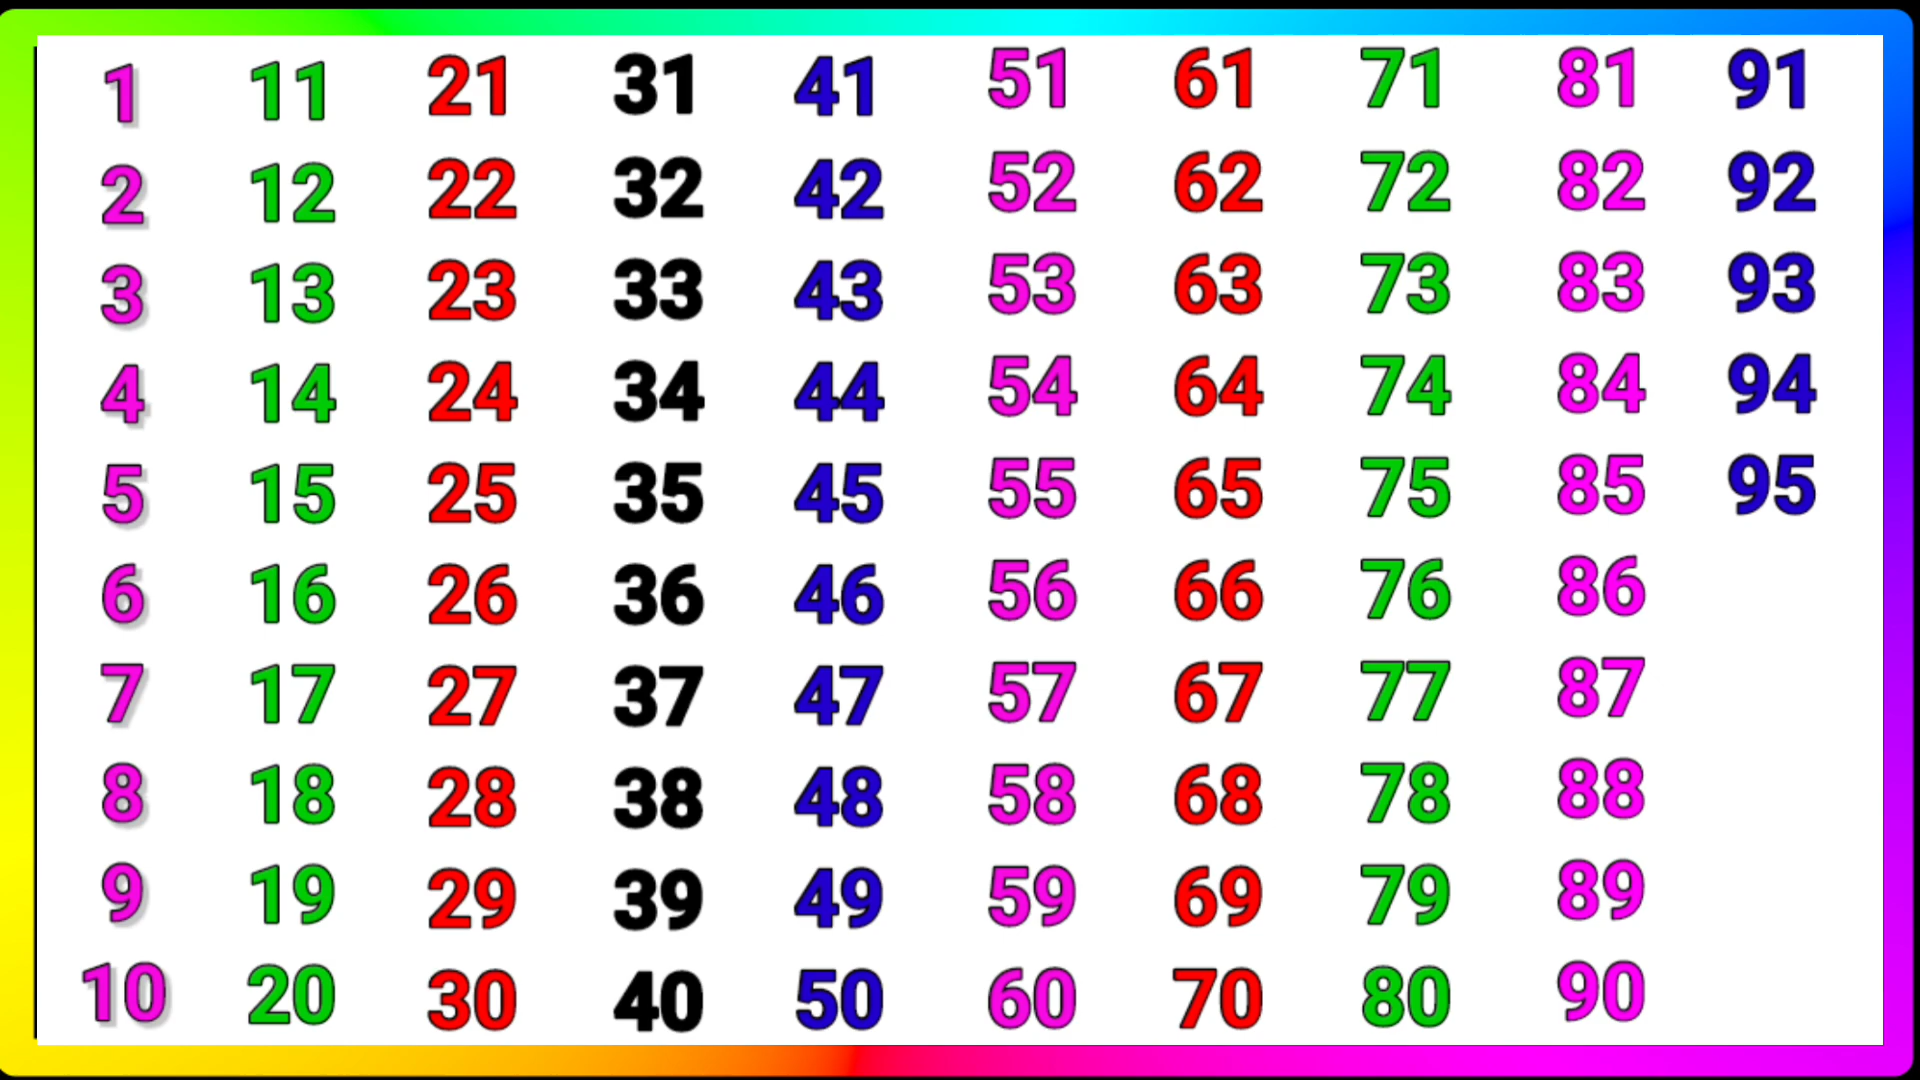 1 11 21 31 41 51 61 71 81 91
2 12 22 32 42 52 62 72 82 92
3 13 23 33 43 53 63 73 83 93
4 14 24 34 44 54 64 74 84 94
5 15 25 35 45 55 65 75 85 95
6 16 26 36 46 56 66 76 86
7 17 27 37 47 57 67 77 87
8 18 28 38 48 58 68 78 88
9 19 29 39 49 59 69 79 89
10 20 30 40 50 60 70 80 90